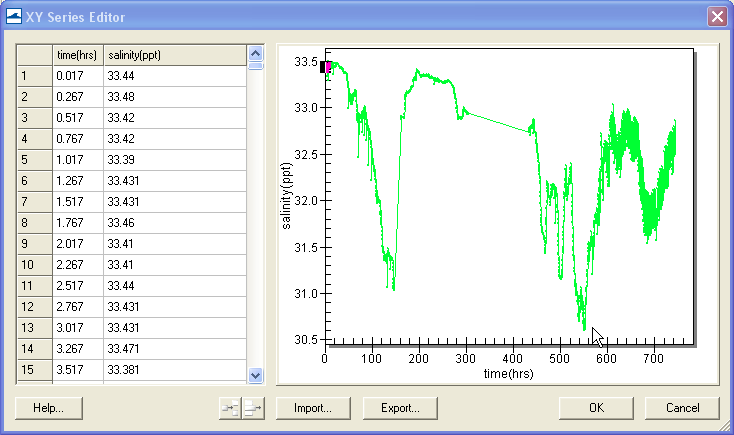 XY Series Editor
time(hrs) salinity(ppt)
1 0.017 33.44
2 0.267 33.48
3 0.517 33.42
4 0.767 33.42
5 1.017 33.39
6 1.267 33.431
7 1.517 33.431
8 1.767 33.46
9 2.017 33.41
10 2.267 33.41
11 2.517 33.44
12 2.767 33.431
13 3.017 33.431
14 3.267 33.471
15 3.517 33.381
salinity(ppt)
33.5
33.0
32.5
32.0
31.5
31.0
30.5
0 100 200 300 400 500 600 700
time(hrs)
Help... Import... Export... OK Cancel